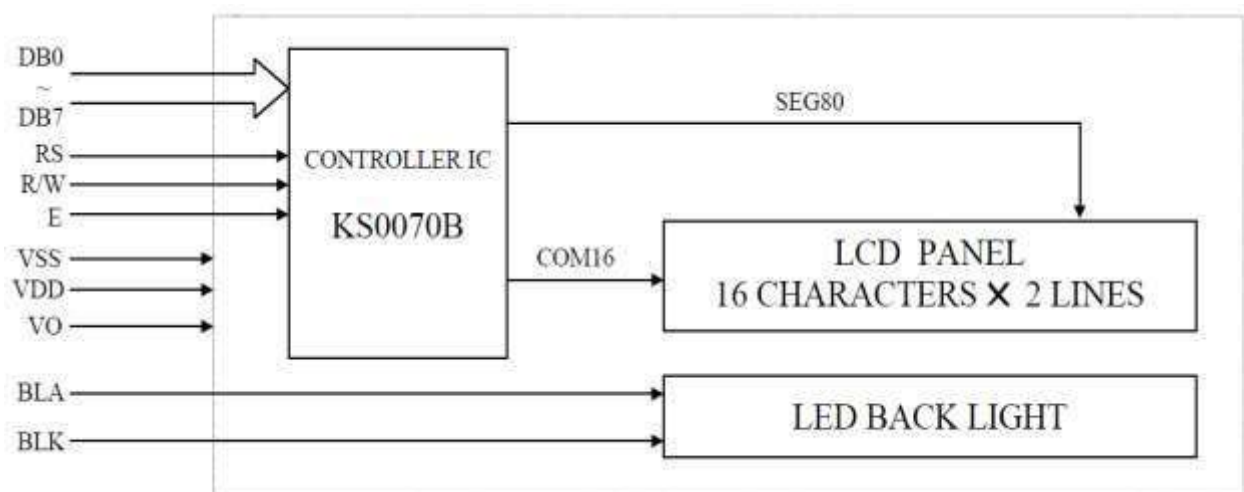 DB0
~
DB7
RS
R/W
E
VSS
VDD
VO
BLA
BLK
CONTROLLER IC
KS0070B
SEG80
COM16
LCD PANEL
16 CHARACTERS X 2 LINES
LED BACK LIGHT